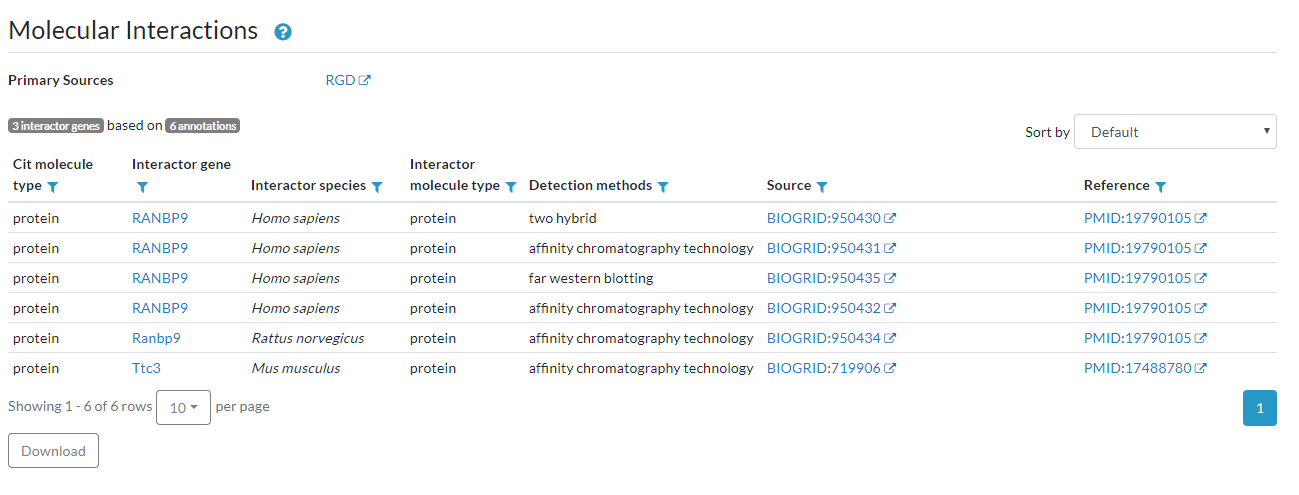 Molecular Interactions ?
Primary Sources RGD
3 interactor genes based on 6 annotations
Sort by Default
Cit molecule type Interactor gene Interactor species Interactor molecule type Detection methods Source Reference
protein RANBP9 Homo sapiens protein two hybrid BIOGRID:950430 PMID:19790105
protein RANBP9 Homo sapiens protein affinity chromatography technology BIOGRID:950431 PMID:19790105
protein RANBP9 Homo sapiens protein far western blotting BIOGRID:950435 PMID:19790105
protein RANBP9 Homo sapiens protein affinity chromatography technology BIOGRID:950432 PMID:19790105
protein Ranbp9 Rattus norvegicus protein affinity chromatography technology BIOGRID:950434 PMID:19790105
protein Ttc3 Mus musculus protein affinity chromatography technology BIOGRID:719906 PMID:17488780
Showing 1 - 6 of 6 rows 10 per page 1
Download